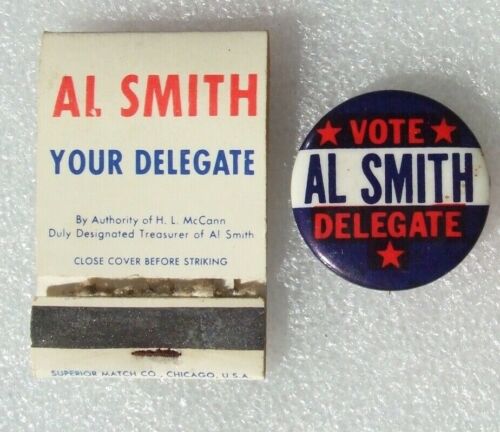 AL SMITH
YOUR DELEGATE
By Authority of H. L. McCann
Duly Designated Treasurer of Al Smith
CLOSE COVER BEFORE STRIKING
SUPERIOR MATCH CO., CHICAGO, U.S.A.
VOTE
AL SMITH
DELEGATE